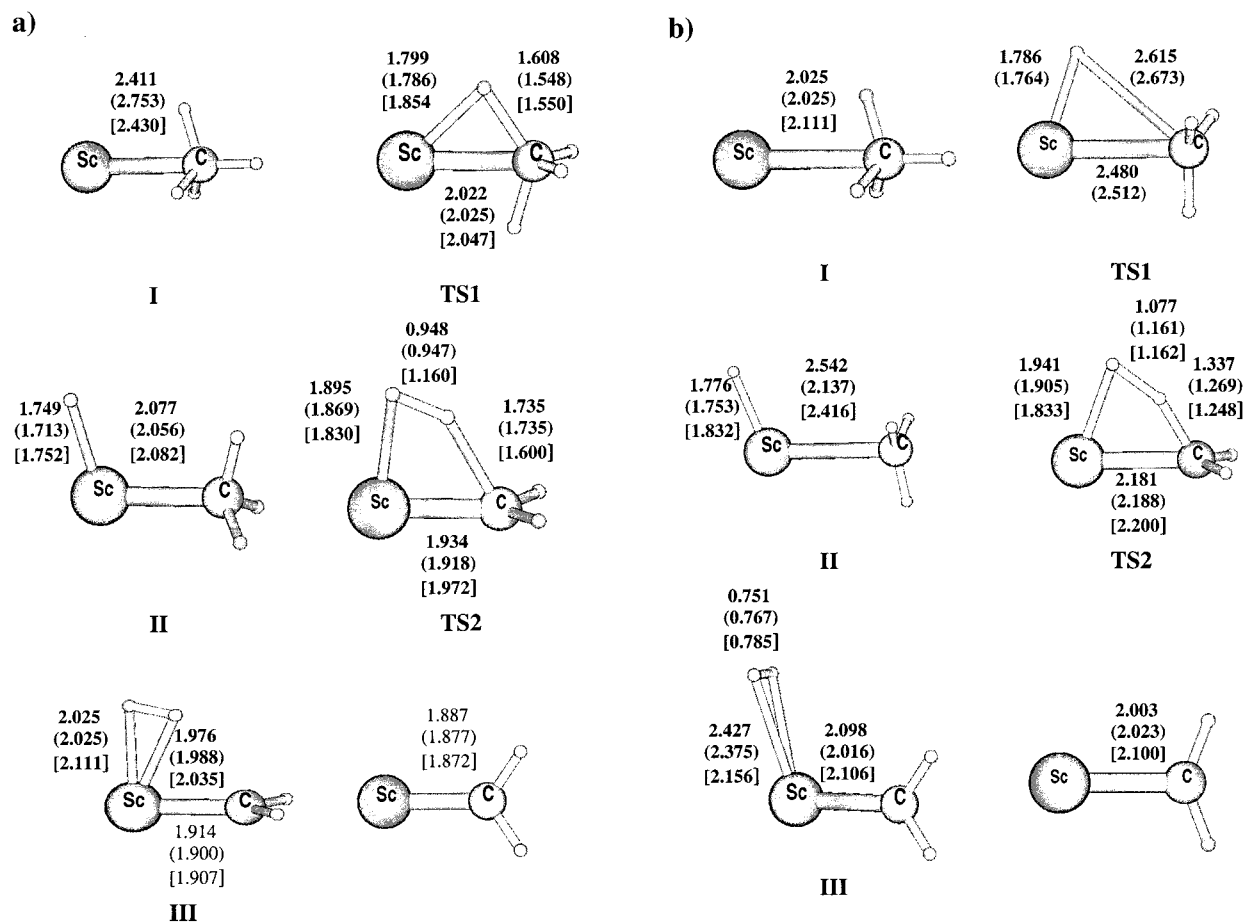 a)
2.411
(2.753)
[2.430]
Sc
C
I
1.799
(1.786)
[1.854
1.608
(1.548)
[1.550]
Sc
C
2.022
(2.025)
[2.047]
TS1
1.749
(1.713)
[1.752]
2.077
(2.056)
[2.082]
Sc
C
II
0.948
(0.947)
[1.160]
1.895
(1.869)
[1.830]
1.735
(1.735)
[1.600]
Sc
C
1.934
(1.918)
[1.972]
TS2
2.025
(2.025)
[2.111]
1.976
(1.988)
[2.035]
Sc
C
1.914
(1.900)
[1.907]
III
1.887
(1.877)
[1.872]
Sc
C
b)
2.025
(2.025)
[2.111]
Sc
C
I
1.786
(1.764)
2.615
(2.673)
Sc
C
2.480
(2.512)
TS1
1.776
(1.753)
[1.832]
2.542
(2.137)
[2.416]
Sc
C
II
1.077
(1.161)
[1.162]
1.941
(1.905)
[1.833]
1.337
(1.269)
[1.248]
Sc
C
2.181
(2.188)
[2.200]
TS2
0.751
(0.767)
[0.785]
2.427
(2.375)
[2.156]
2.098
(2.016)
[2.106]
Sc
C
III
2.003
(2.023)
[2.100]
Sc
C